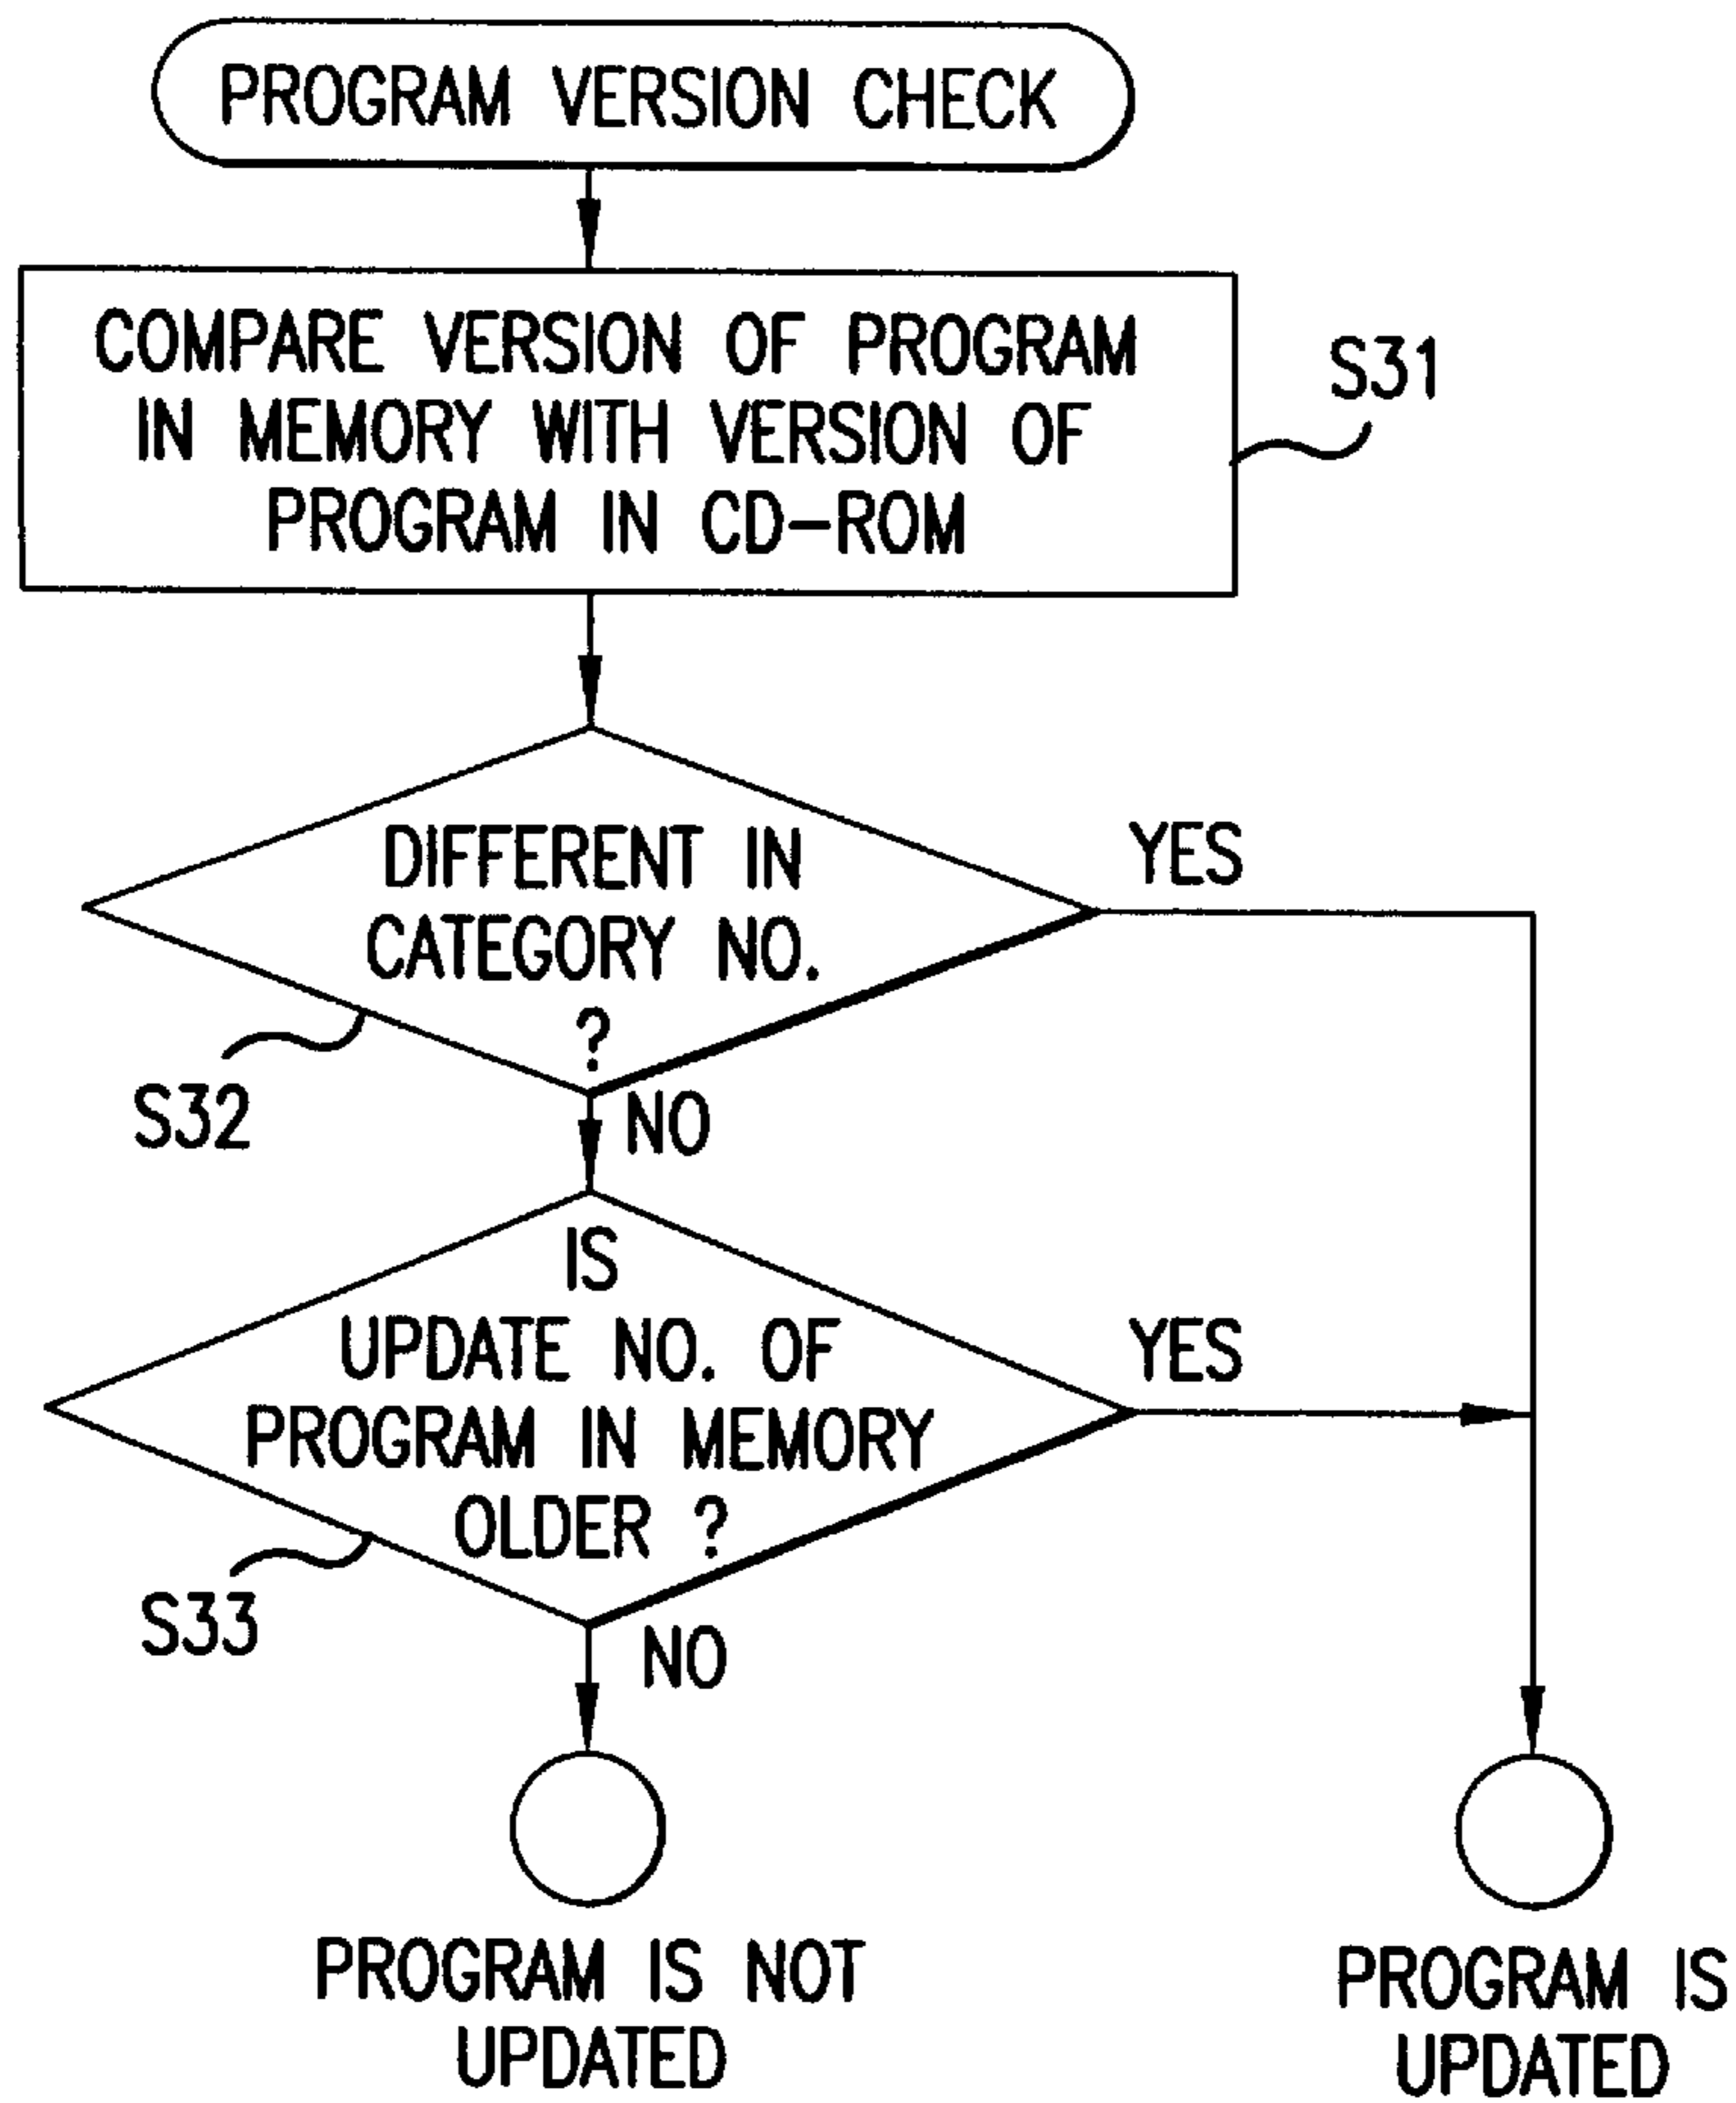 PROGRAM VERSION CHECK
COMPARE VERSION OF PROGRAM
IN MEMORY WITH VERSION OF
PROGRAM IN CD-ROM
S31
DIFFERENT IN
CATEGORY NO.
?
YES
S32
NO
IS
UPDATE NO. OF
PROGRAM IN MEMORY
OLDER ?
YES
S33
NO
PROGRAM IS NOT
UPDATED
PROGRAM IS
UPDATED